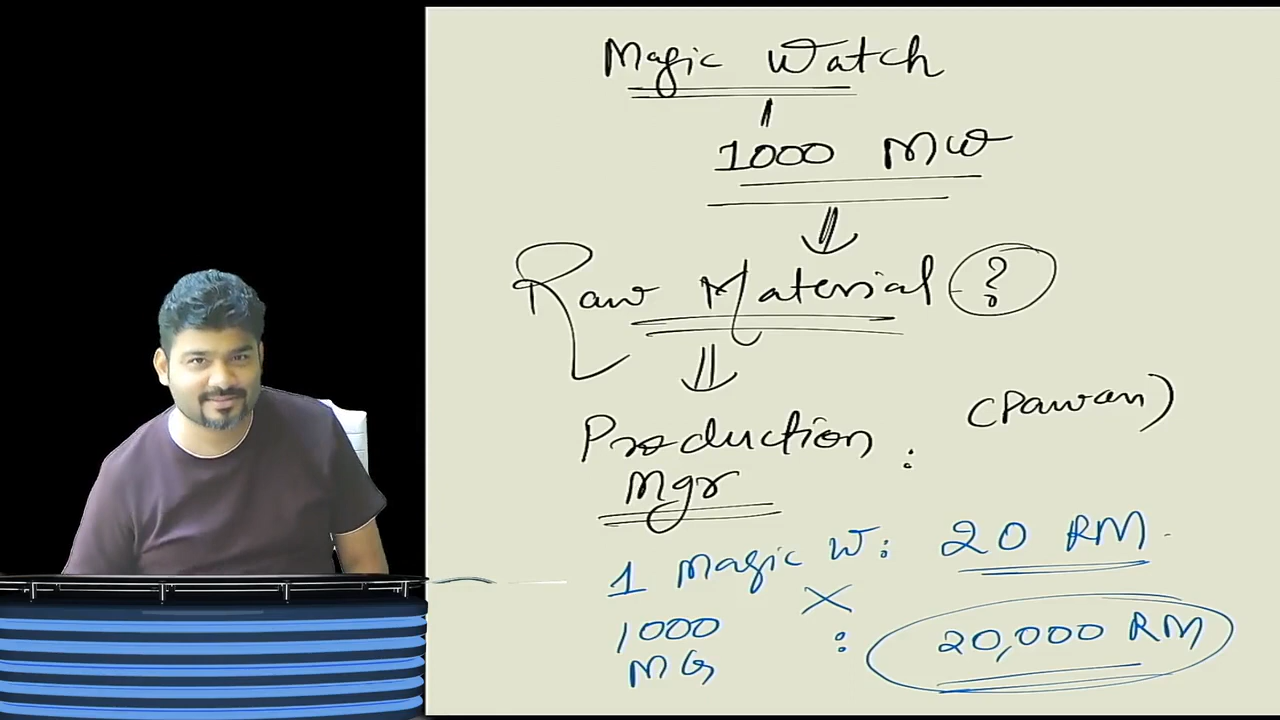 Magic Watch
1000 MW
Raw Material ?
Production : (Pawan)
Mgr
1 Magic W: 20 RM.
×
1000 : 20,000 RM
MG